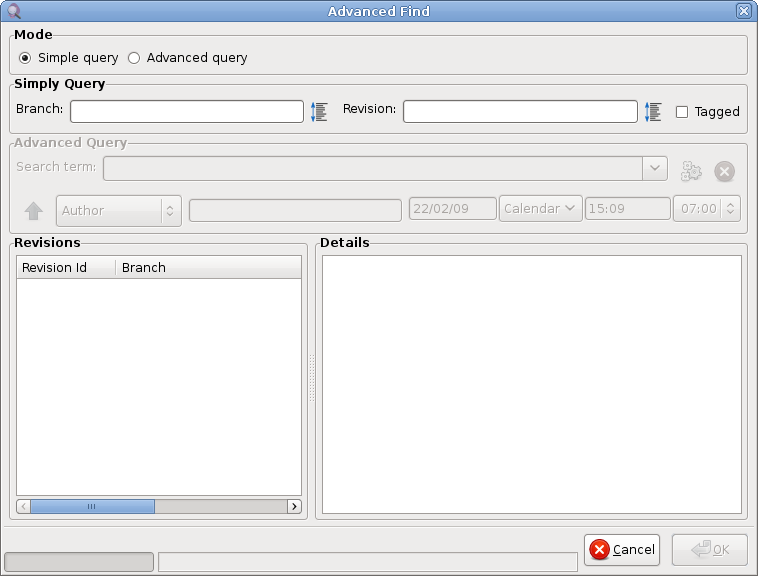 Advanced Find
Mode
Simple query Advanced query
Simply Query
Branch: Revision: Tagged
Advanced Query
Search term:
Author 22/02/09 Calendar 15:09 07:00
Revisions Details
Revision Id Branch
Cancel OK